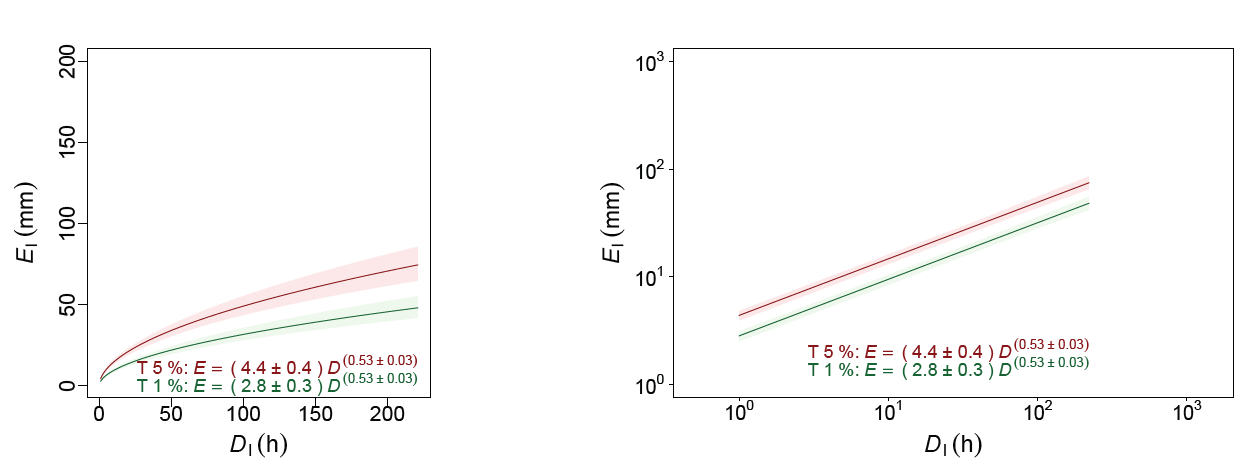 200
150
100
50
0
E_I (mm)
T 5 %: E = ( 4.4 ± 0.4 ) D^(0.53 ± 0.03)
T 1 %: E = ( 2.8 ± 0.3 ) D^(0.53 ± 0.03)
0 50 100 150 200
D_I (h)
10^3
10^2
10^1
10^0
E_I (mm)
T 5 %: E = ( 4.4 ± 0.4 ) D^(0.53 ± 0.03)
T 1 %: E = ( 2.8 ± 0.3 ) D^(0.53 ± 0.03)
10^0 10^1 10^2 10^3
D_I (h)